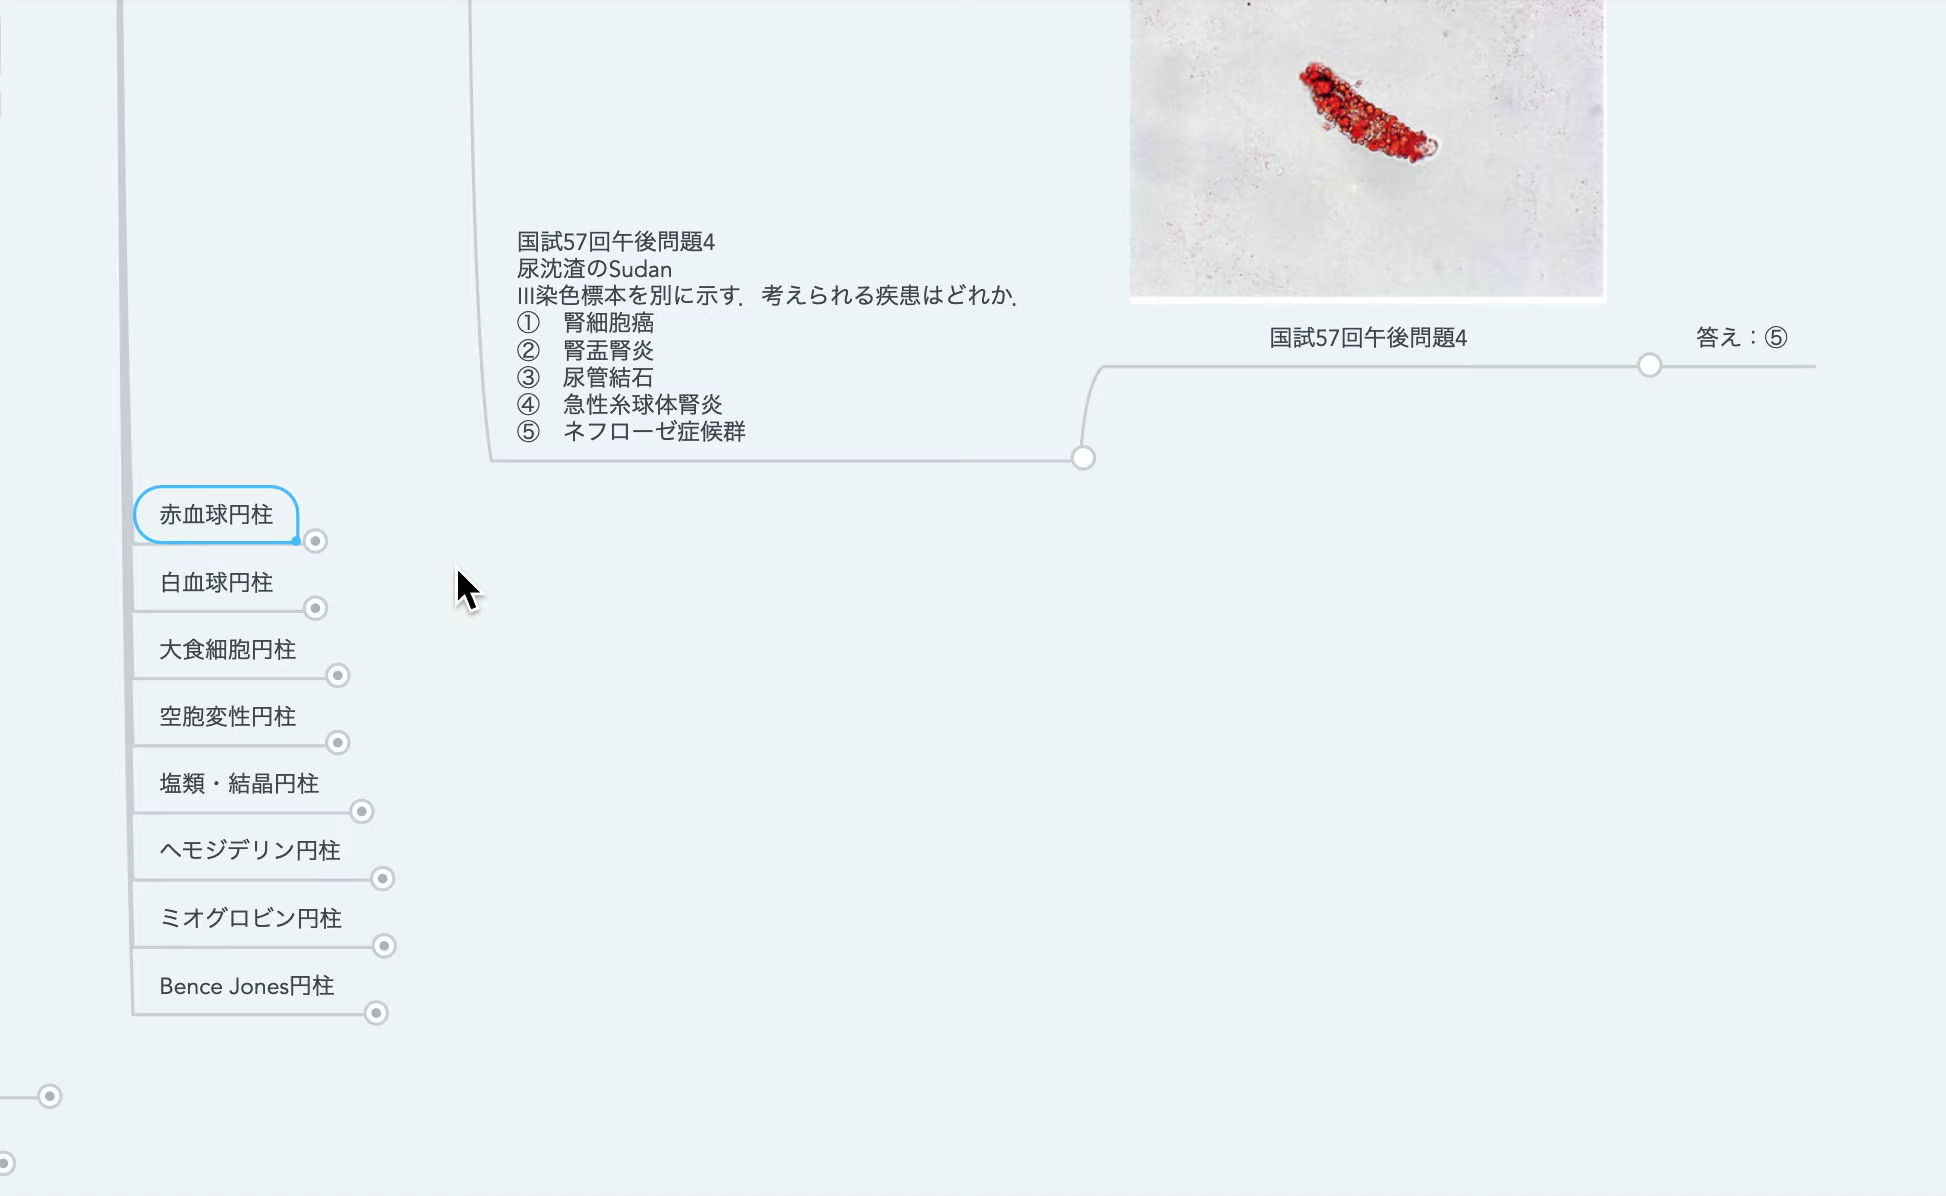 国試57回午後問題4
尿沈渣のSudan
III染色標本を別に示す．考えられる疾患はどれか．
①　腎細胞癌
②　腎盂腎炎
③　尿管結石
④　急性糸球体腎炎
⑤　ネフローゼ症候群
国試57回午後問題4
答え：⑤
赤血球円柱
白血球円柱
大食細胞円柱
空胞変性円柱
塩類・結晶円柱
ヘモジデリン円柱
ミオグロビン円柱
Bence Jones円柱